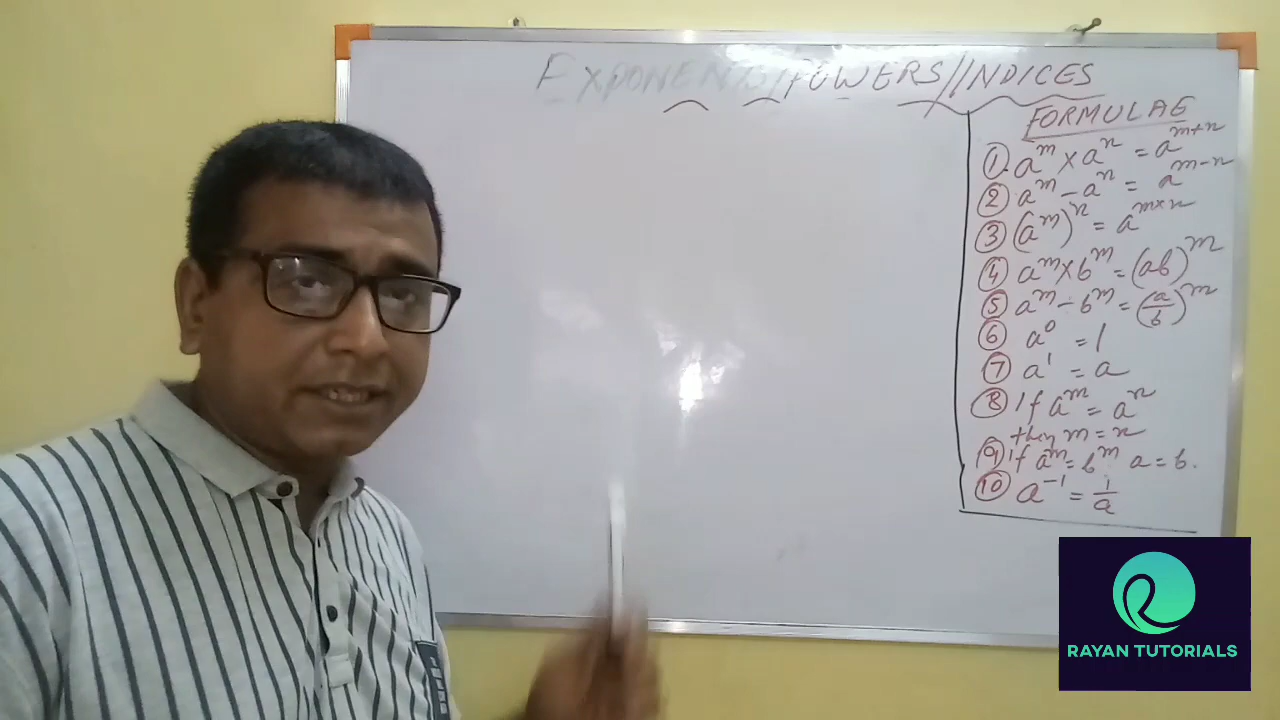 EXPONENTS//POWERS//INDICES
FORMULAE
① a^m × a^n = a^(m+n)
② a^m ÷ a^n = a^(m-n)
③ (a^m)^n = a^(m×n)
④ a^m × b^m = (ab)^m
⑤ a^m ÷ b^m = (a/b)^m
⑥ a^0 = 1
⑦ a^1 = a
⑧ If a^m = a^n
then m = n
⑨ if a^m = b^m a = b.
⑩ a^-1 = 1/a
RAYAN TUTORIALS